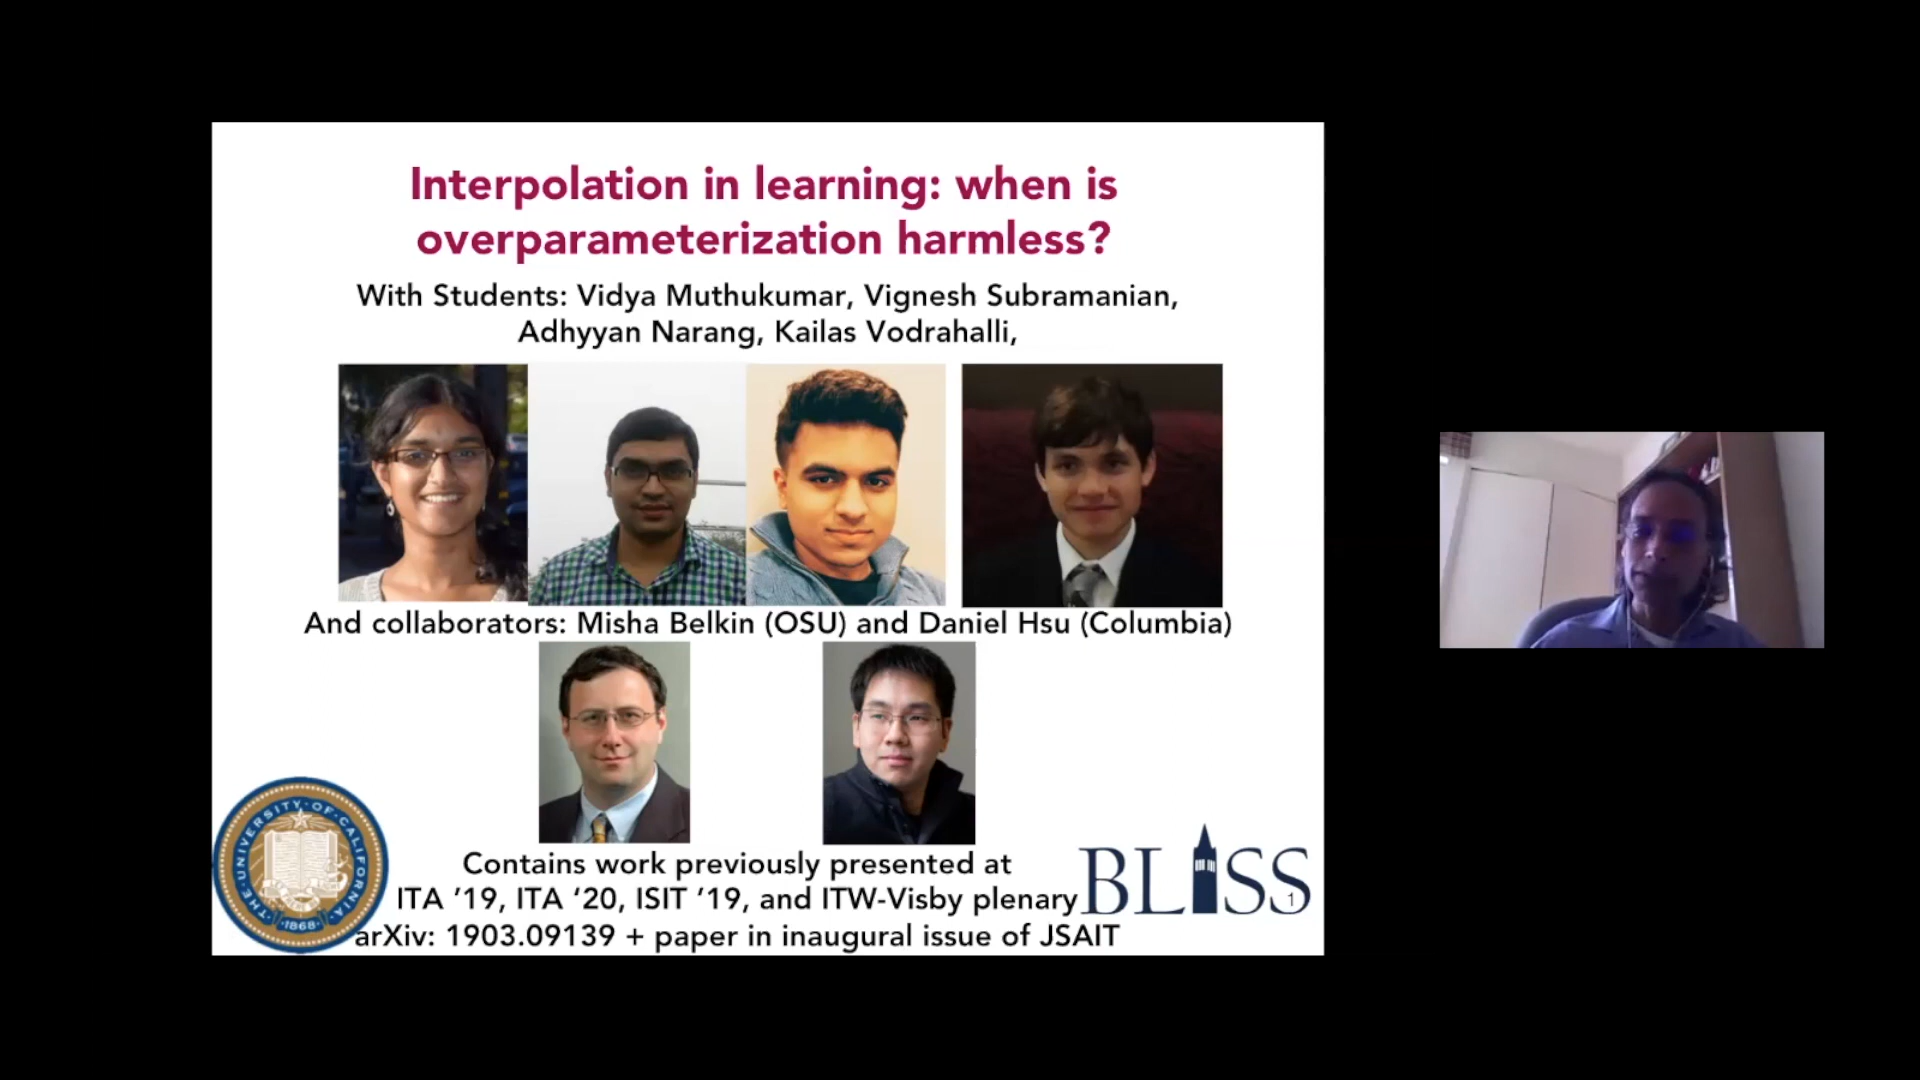 Interpolation in learning: when is
overparameterization harmless?
With Students: Vidya Muthukumar, Vignesh Subramanian,
Adhyyan Narang, Kailas Vodrahalli,
And collaborators: Misha Belkin (OSU) and Daniel Hsu (Columbia)
Contains work previously presented at
ITA ’19, ITA ‘20, ISIT ’19, and ITW-Visby plenary
arXiv: 1903.09139 + paper in inaugural issue of JSAIT
THE·UNIVERSITY·OF·CALIFORNIA
·1868·
BLISS
1